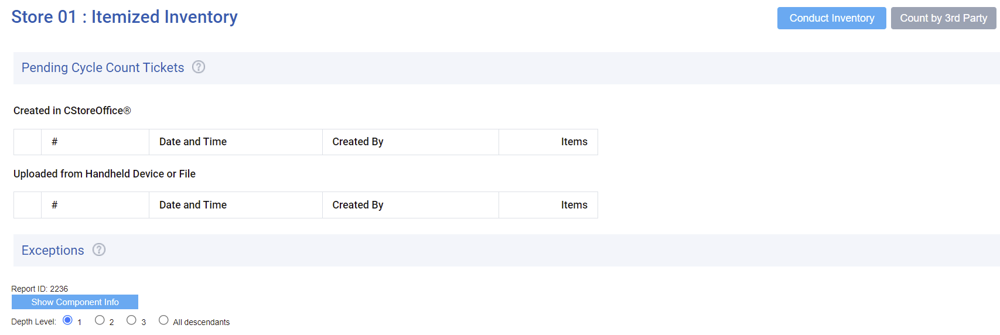 Store 01 : Itemized Inventory
Conduct Inventory
Count by 3rd Party
Pending Cycle Count Tickets ?
Created in CStoreOffice®
# Date and Time Created By Items
Uploaded from Handheld Device or File
# Date and Time Created By Items
Exceptions ?
Report ID: 2236
Show Component Info
Depth Level: 1 2 3 All descendants